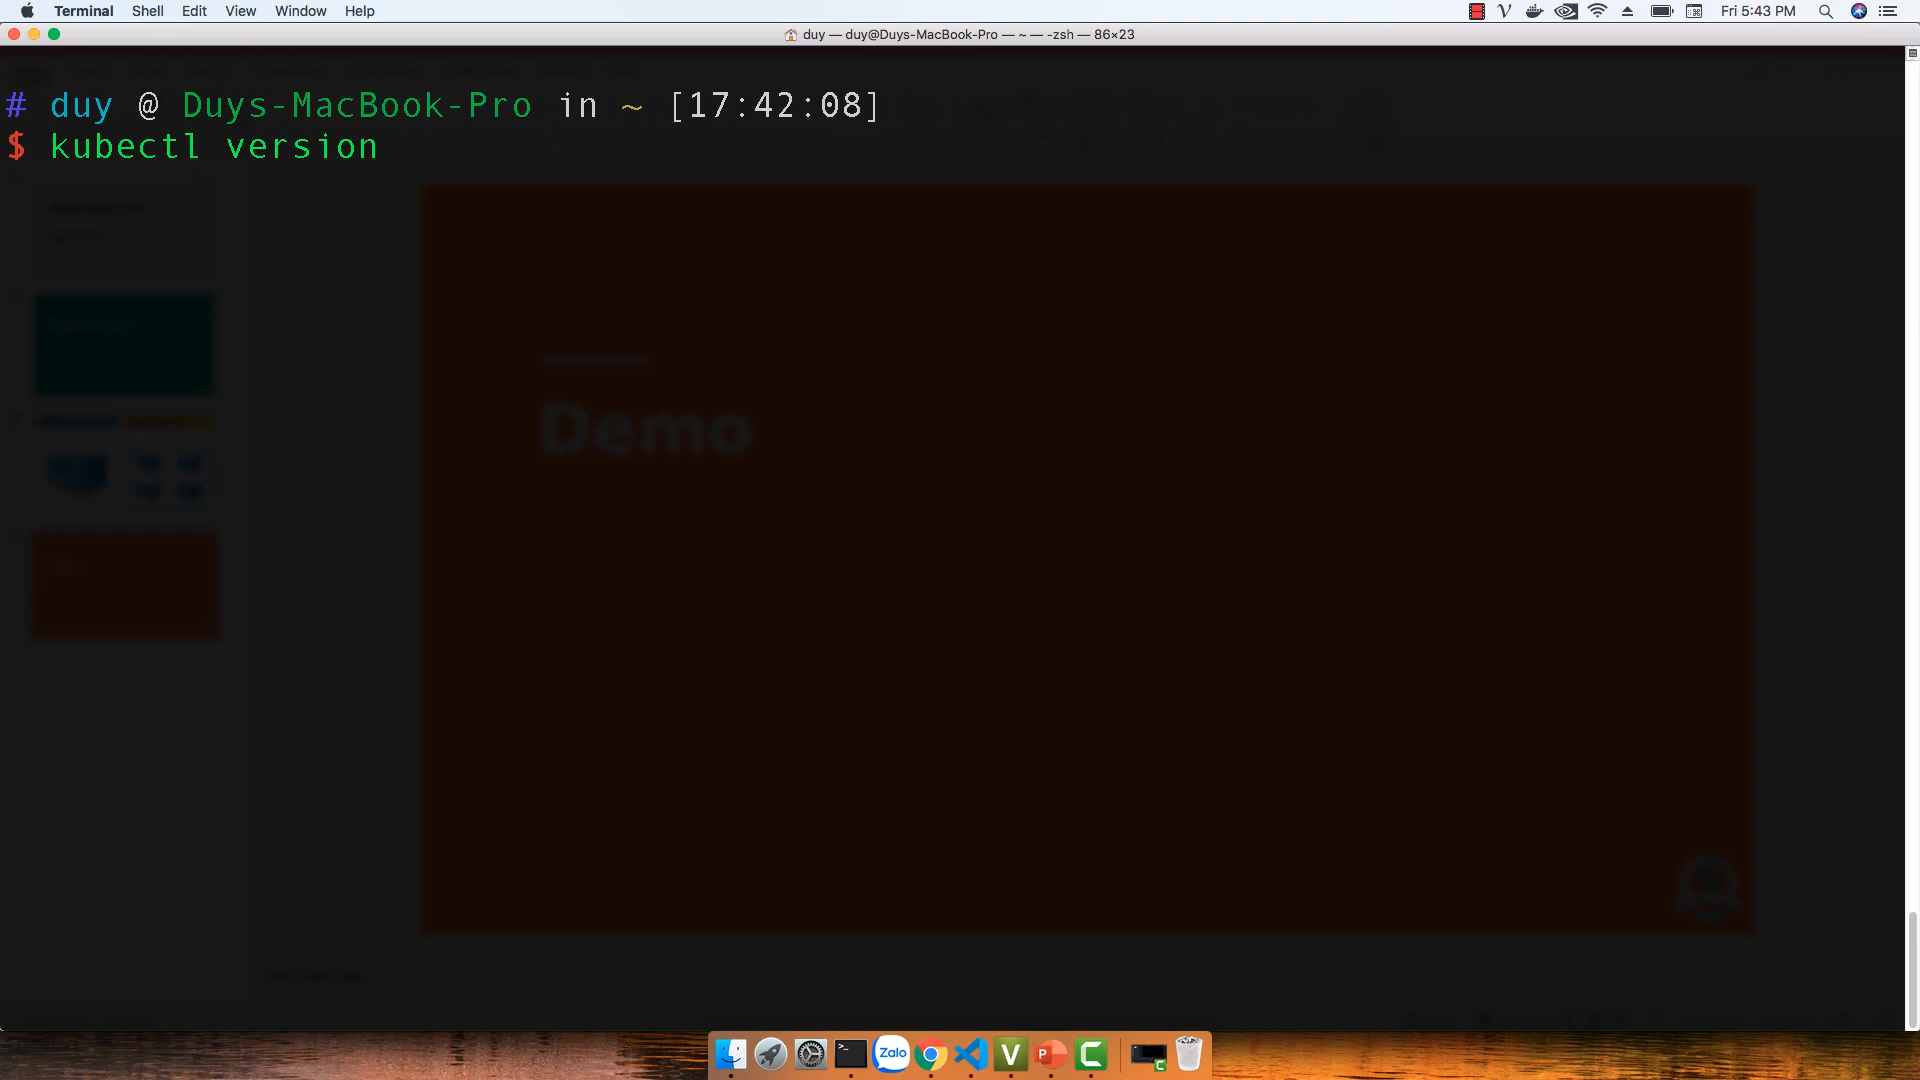 Terminal Shell Edit View Window Help Fri 5:43 PM
duy — duy@Duys-MacBook-Pro — ~ — -zsh — 86×23
# duy @ Duys-MacBook-Pro in ~ [17:42:08]
$ kubectl version
Demo
Zalo